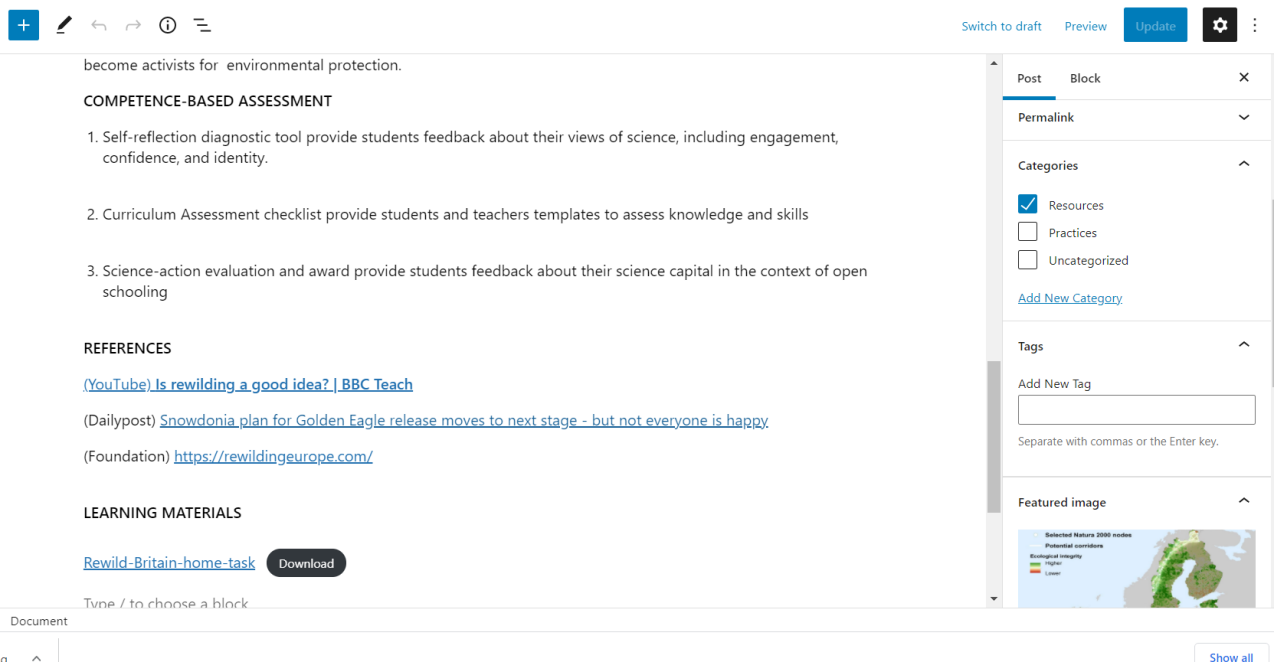 Switch to draft
Preview
Update
become activists for  environmental protection.
COMPETENCE-BASED ASSESSMENT
1. Self-reflection diagnostic tool provide students feedback about their views of science, including engagement,
confidence, and identity.
2. Curriculum Assessment checklist provide students and teachers templates to assess knowledge and skills
3. Science-action evaluation and award provide students feedback about their science capital in the context of open
schooling
REFERENCES
(YouTube) Is rewilding a good idea? | BBC Teach
(Dailypost) Snowdonia plan for Golden Eagle release moves to next stage - but not everyone is happy
(Foundation) https://rewildingeurope.com/
LEARNING MATERIALS
Rewild-Britain-home-task
Download
Type / to choose a block
Post
Block
Permalink
Categories
Resources
Practices
Uncategorized
Add New Category
Tags
Add New Tag
Separate with commas or the Enter key.
Featured image
Selected Natura 2000 nodes
Potential corridors
Ecological integrity
Higher
Lower
Document
Show all